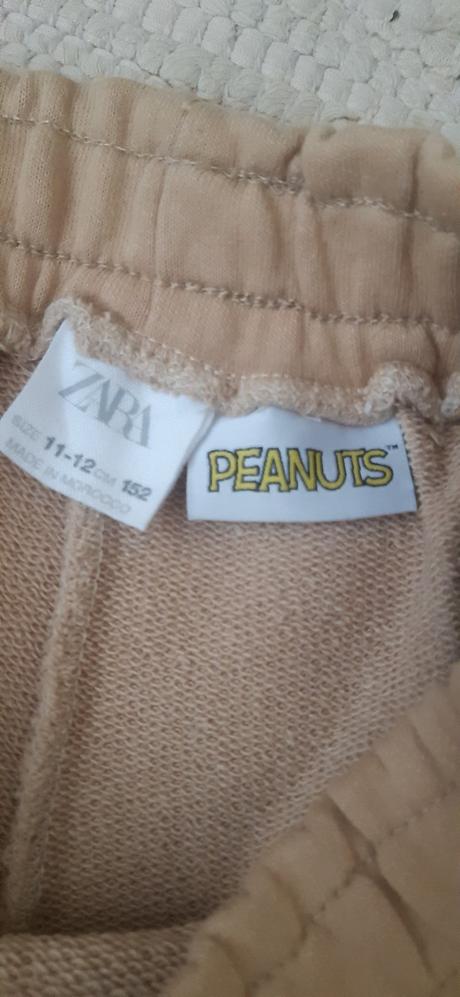 ZARA
SIZE 11-12 CM 152
MADE IN MOROCCO
PEANUTS™